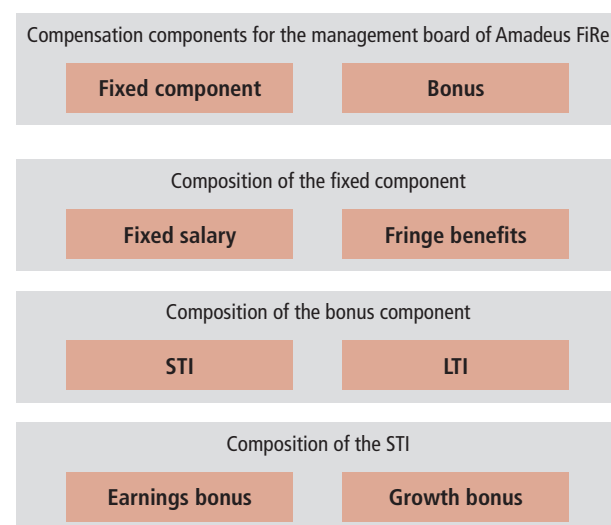 Compensation components for the management board of Amadeus FiRe
Fixed component
Bonus
Composition of the fixed component
Fixed salary
Fringe benefits
Composition of the bonus component
STI
LTI
Composition of the STI
Earnings bonus
Growth bonus